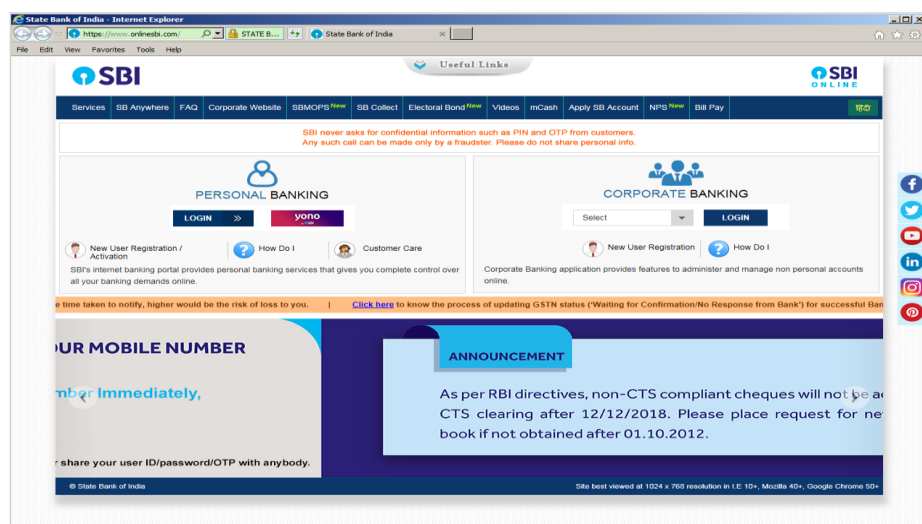 State Bank of India - Internet Explorer
https://www.onlinesbi.com/ STATE B... State Bank of India
File Edit View Favorites Tools Help
Useful Links
SBI
SBI
ONLINE
Services SB Anywhere FAQ Corporate Website SBMOPS New SB Collect Electoral Bond New Videos mCash Apply SB Account NPS New Bill Pay हिंदी
SBI never asks for confidential information such as PIN and OTP from customers.
Any such call can be made only by a fraudster. Please do not share personal info.
PERSONAL BANKING
LOGIN » yono
New User Registration / Activation
How Do I
Customer Care
SBI's internet banking portal provides personal banking services that gives you complete control over
all your banking demands online.
CORPORATE BANKING
Select LOGIN
New User Registration
How Do I
Corporate Banking application provides features to administer and manage non personal accounts
online.
e time taken to notify, higher would be the risk of loss to you. | Click here to know the process of updating GSTN status ('Waiting for Confirmation/No Response from Bank') for successful Ban
OUR MOBILE NUMBER
mber Immediately,
r share your user ID/password/OTP with anybody.
ANNOUNCEMENT
As per RBI directives, non-CTS compliant cheques will not be a
CTS clearing after 12/12/2018. Please place request for ne
book if not obtained after 01.10.2012.
© State Bank of India
Site best viewed at 1024 x 768 resolution in I.E 10+, Mozilla 40+, Google Chrome 50+